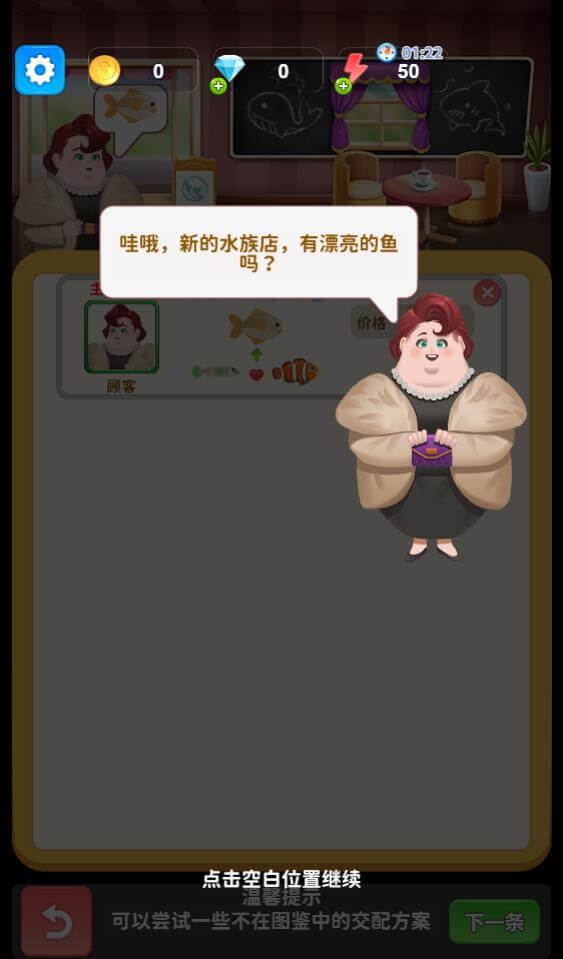 01:22
0
0
50
哇哦，新的水族店，有漂亮的鱼
吗？
主
价格
顾客
点击空白位置继续
温馨提示
可以尝试一些不在图鉴中的交配方案
下一条